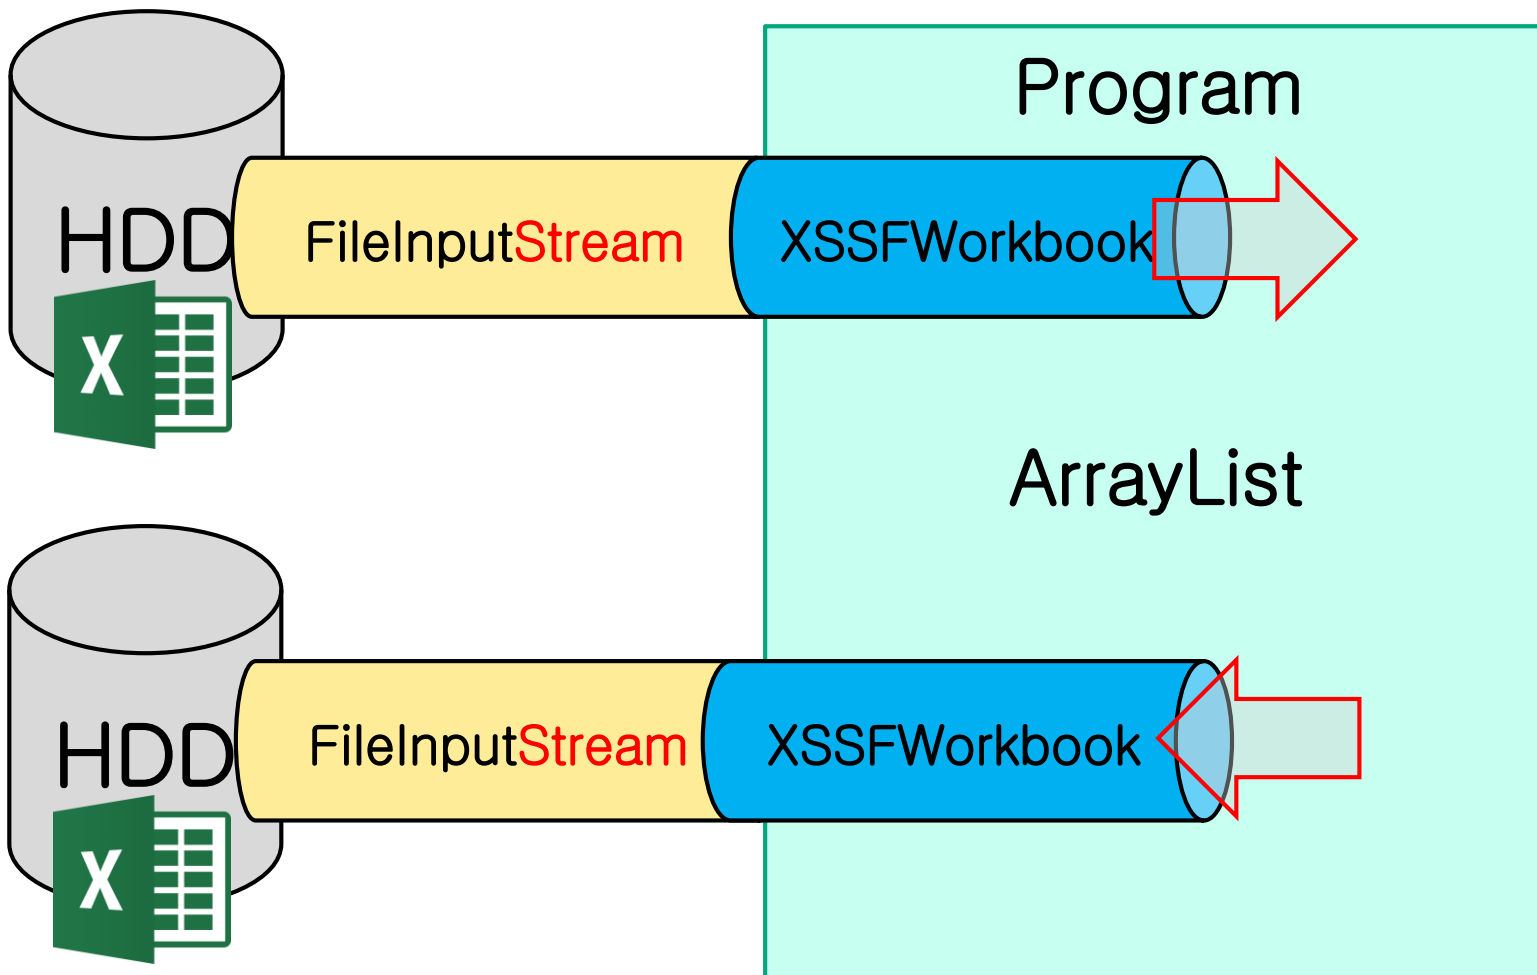 Program
HDD
FileInputStream
XSSFWorkbook
X
ArrayList
HDD
FileInputStream
XSSFWorkbook
X